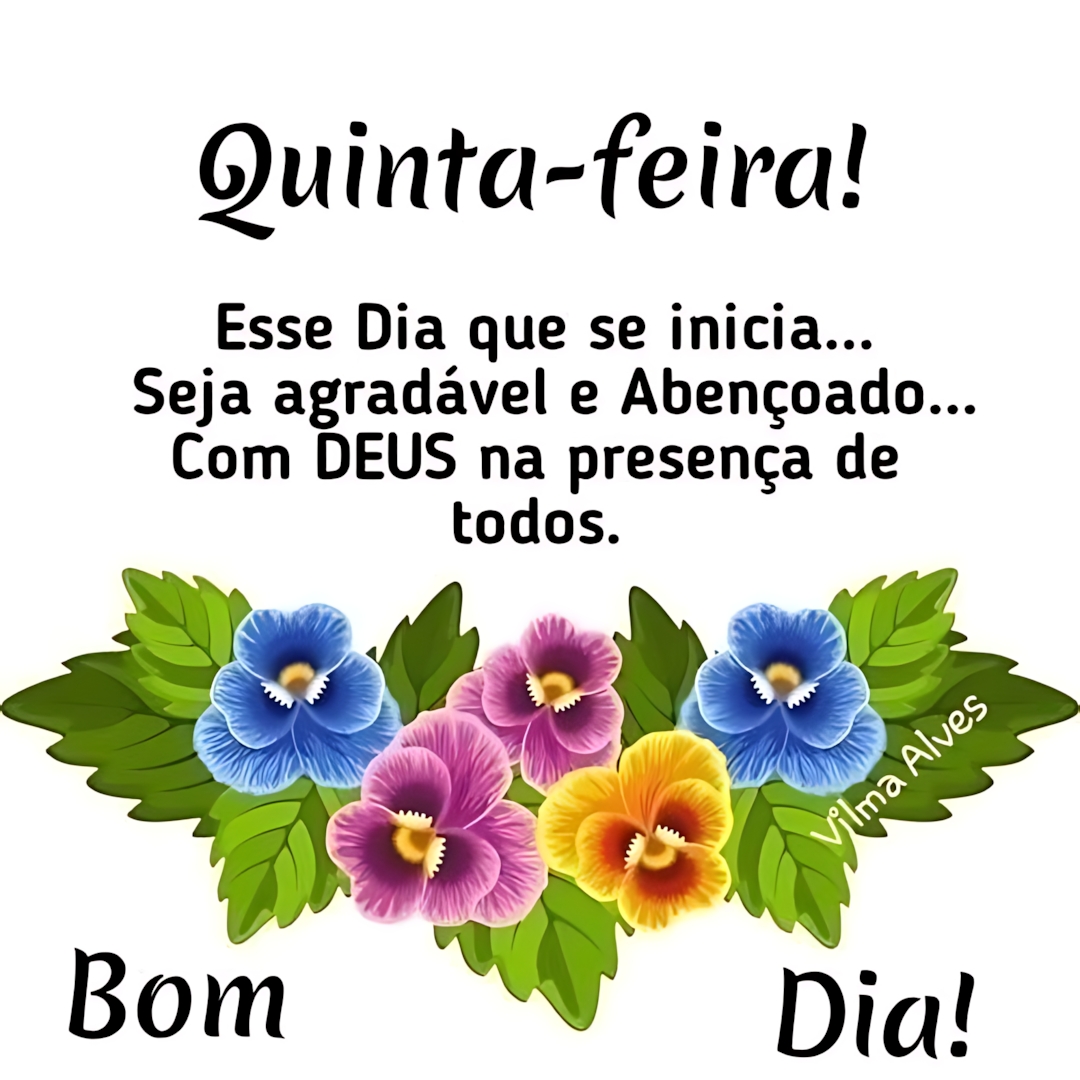 Quinta-feira!
Esse Dia que se inicia...
Seja agradável e Abençoado...
Com DEUS na presença de
todos.
Vilma Alves
Bom Dia!